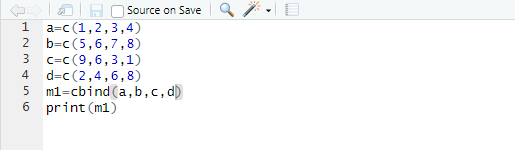 Source on Save
1 a=c(1,2,3,4)
2 b=c(5,6,7,8)
3 c=c(9,6,3,1)
4 d=c(2,4,6,8)
5 m1=cbind(a,b,c,d)
6 print(m1)